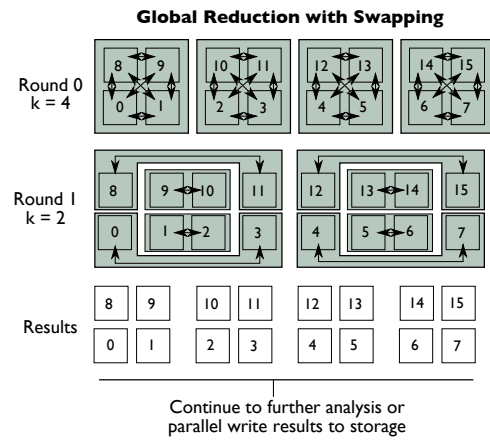 Global Reduction with Swapping
Round 0
k = 4
8 9 10 11 12 13 14 15
0 1 2 3 4 5 6 7
Round 1
k = 2
8 9 10 11 12 13 14 15
0 1 2 3 4 5 6 7
Results
8 9 10 11 12 13 14 15
0 1 2 3 4 5 6 7
Continue to further analysis or
parallel write results to storage